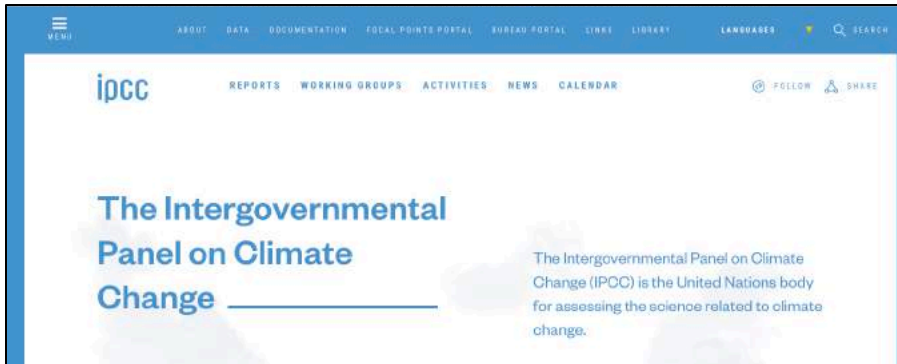 MENU
ABOUT DATA DOCUMENTATION FOCAL POINTS PORTAL BUREAU PORTAL LINKS LIBRARY LANGUAGES SEARCH
ipcc REPORTS WORKING GROUPS ACTIVITIES NEWS CALENDAR FOLLOW SHARE
The Intergovernmental
Panel on Climate
Change
The Intergovernmental Panel on Climate
Change (IPCC) is the United Nations body
for assessing the science related to climate
change.